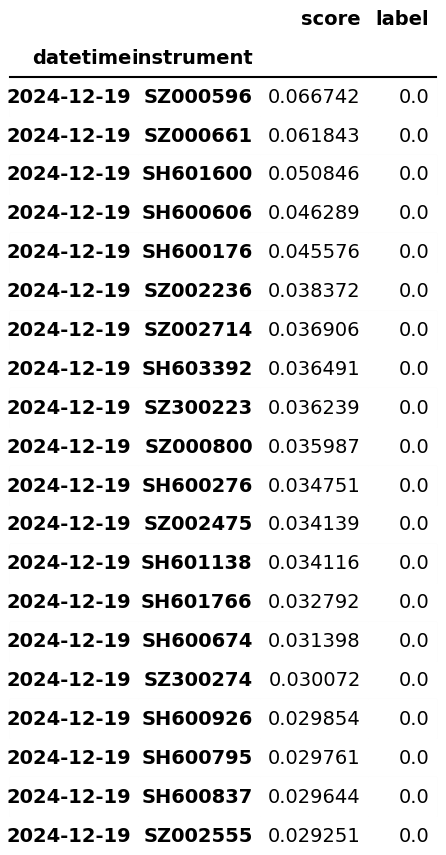 score label
datetime instrument
2024-12-19 SZ000596 0.066742 0.0
2024-12-19 SZ000661 0.061843 0.0
2024-12-19 SH601600 0.050846 0.0
2024-12-19 SH600606 0.046289 0.0
2024-12-19 SH600176 0.045576 0.0
2024-12-19 SZ002236 0.038372 0.0
2024-12-19 SZ002714 0.036906 0.0
2024-12-19 SH603392 0.036491 0.0
2024-12-19 SZ300223 0.036239 0.0
2024-12-19 SZ000800 0.035987 0.0
2024-12-19 SH600276 0.034751 0.0
2024-12-19 SZ002475 0.034139 0.0
2024-12-19 SH601138 0.034116 0.0
2024-12-19 SH601766 0.032792 0.0
2024-12-19 SH600674 0.031398 0.0
2024-12-19 SZ300274 0.030072 0.0
2024-12-19 SH600926 0.029854 0.0
2024-12-19 SH600795 0.029761 0.0
2024-12-19 SH600837 0.029644 0.0
2024-12-19 SZ002555 0.029251 0.0